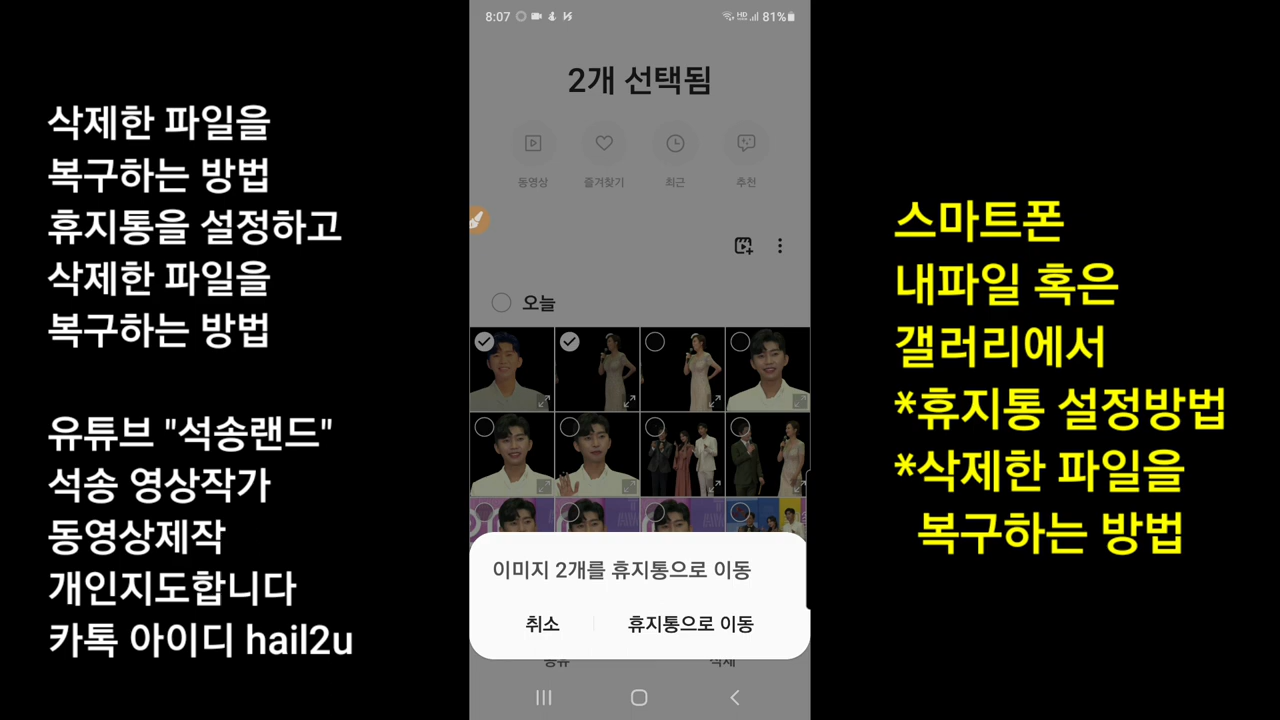 삭제한 파일을
복구하는 방법
휴지통을 설정하고
삭제한 파일을
복구하는 방법
유튜브 "석송랜드"
석송 영상작가
동영상제작
개인지도합니다
카톡 아이디 hail2u
8:07
81%
2개 선택됨
동영상 즐겨찾기 최근 추천
오늘
이미지 2개를 휴지통으로 이동
취소 휴지통으로 이동
공유 삭제
스마트폰
내파일 혹은
갤러리에서
*휴지통 설정방법
*삭제한 파일을
복구하는 방법